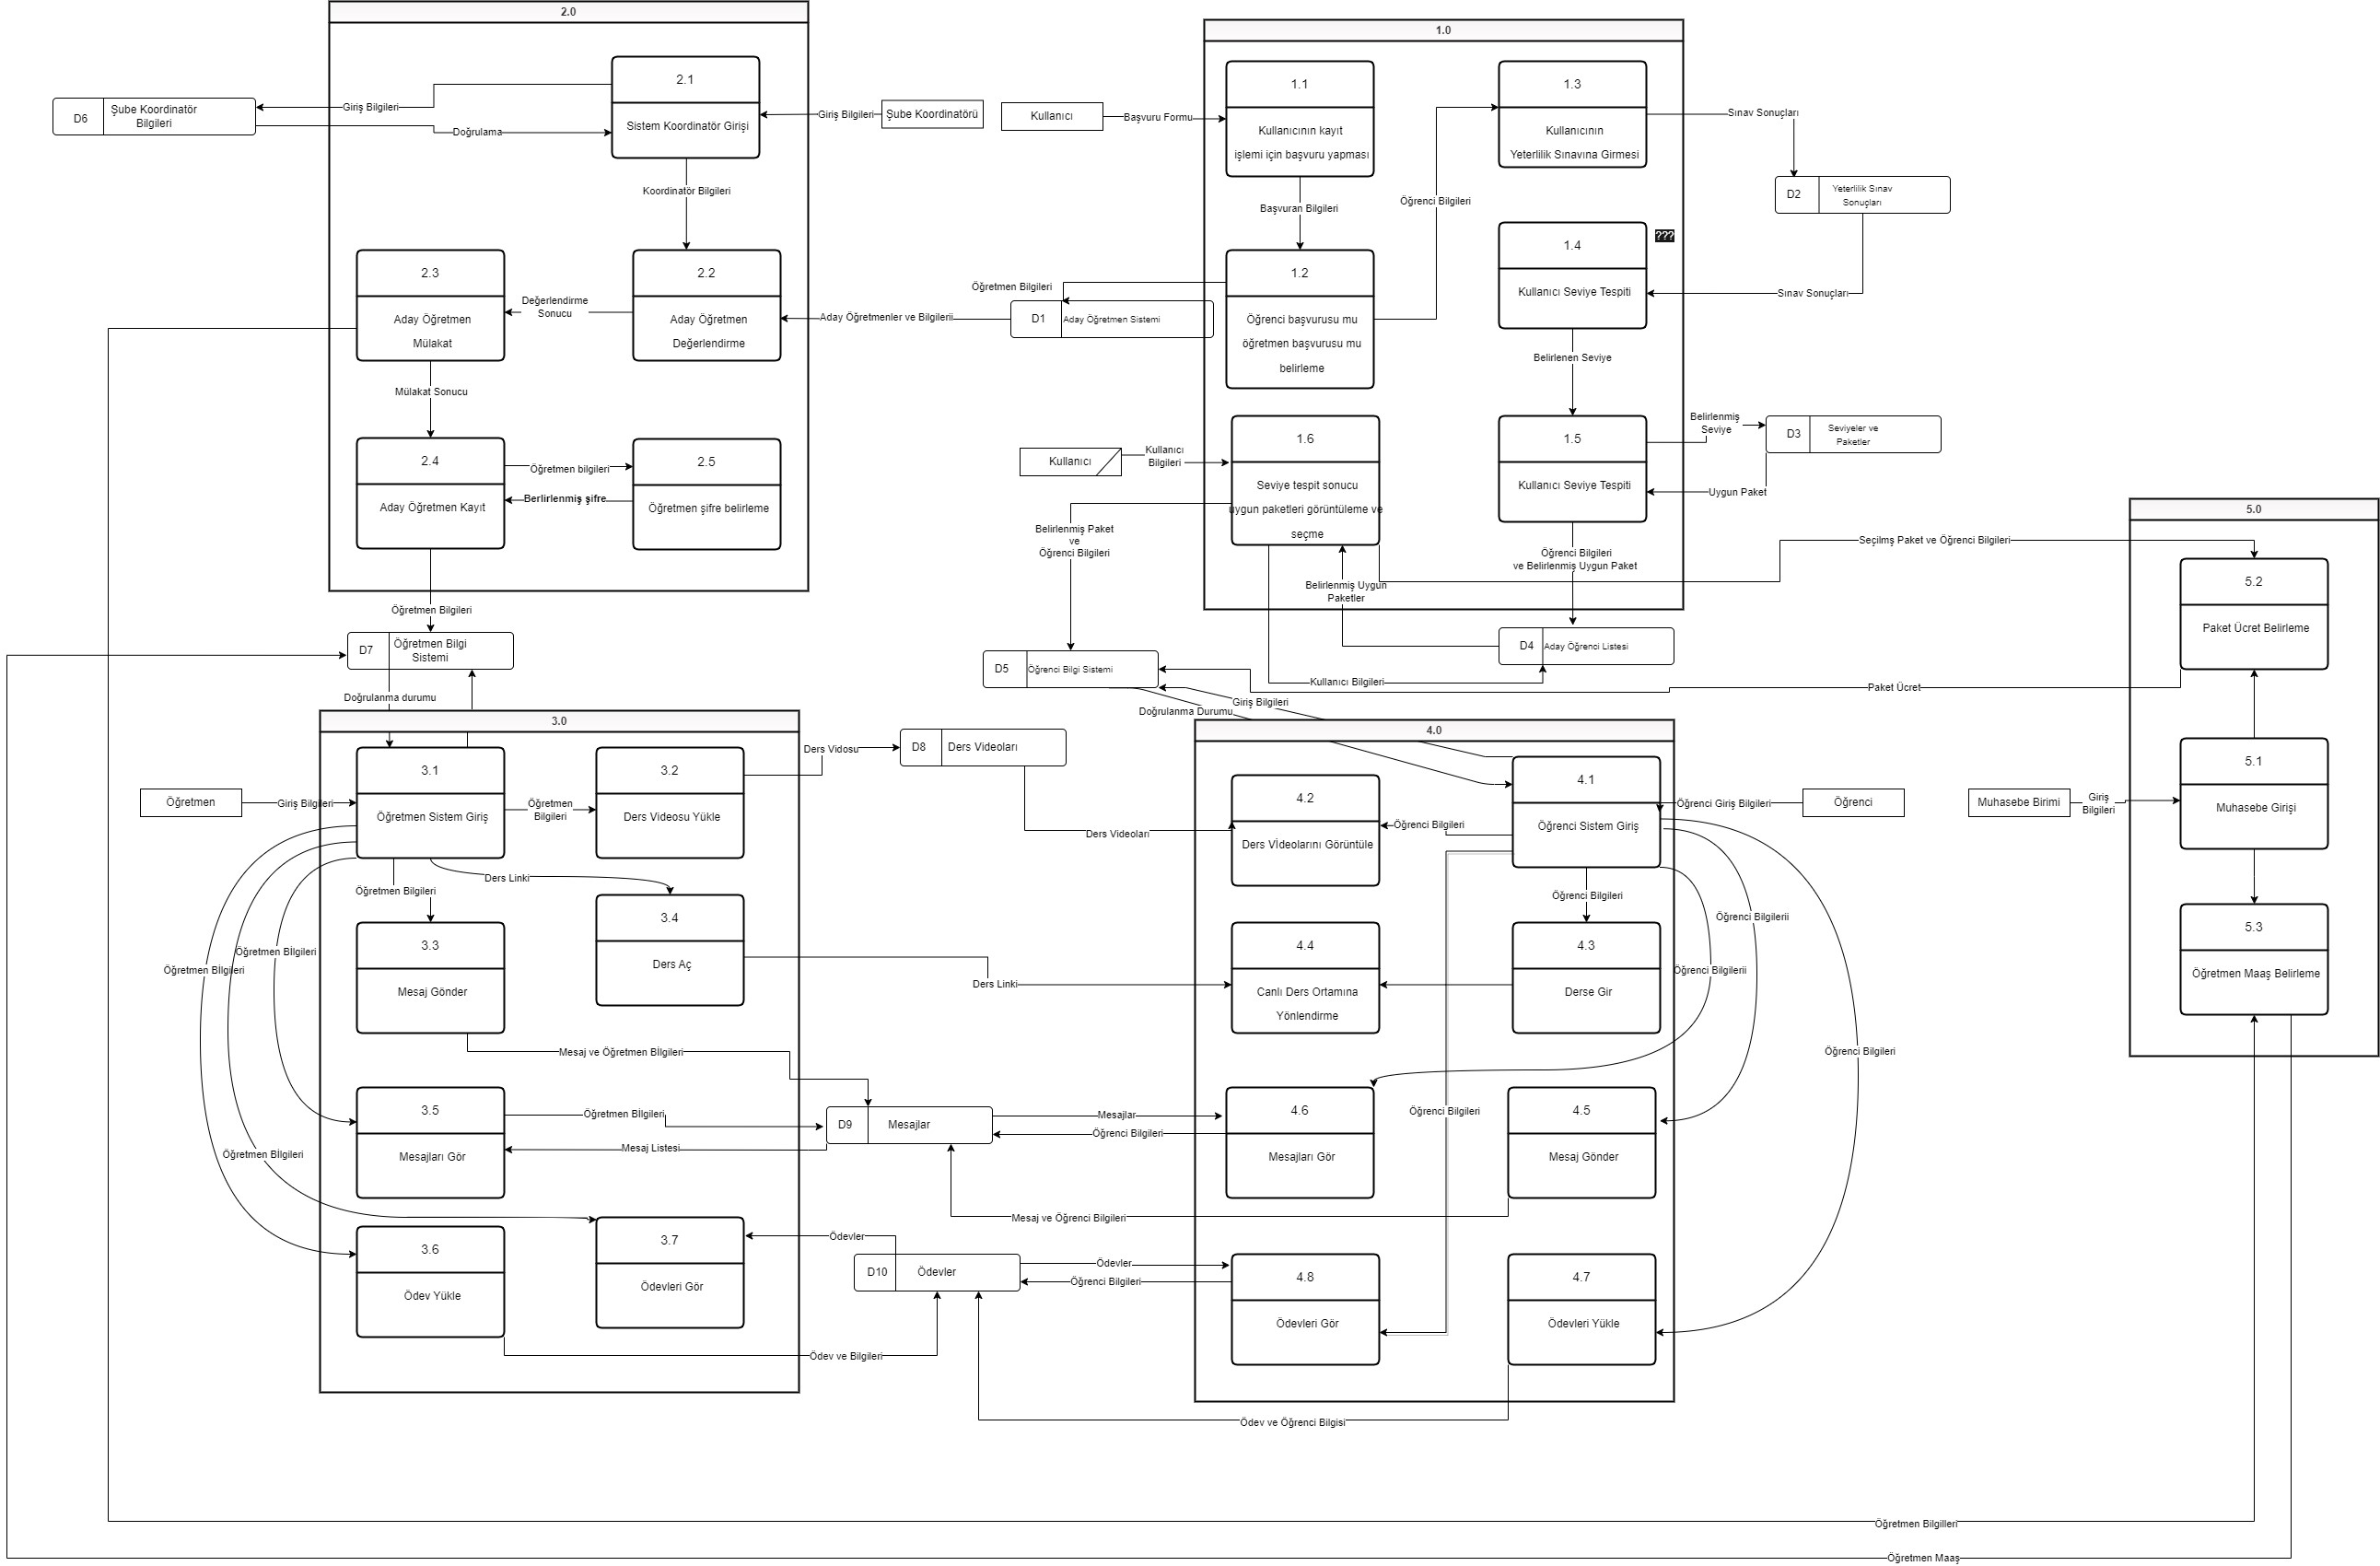 2.0
2.1
Sistem Koordinatör Girişi
D6
Şube Koordinatör
Bilgileri
Giriş Bilgileri
Doğrulama
Giriş Bilgileri
Şube Koordinatörü
Koordinatör Bilgileri
2.3
Aday Öğretmen
Mülakat
Değerlendirme
Sonucu
2.2
Aday Öğretmen
Değerlendirme
Aday Öğretmenler ve Bilgilerii
Mülakat Sonucu
2.4
Aday Öğretmen Kayıt
Öğretmen bilgileri
Berlirlenmiş şifre
2.5
Öğretmen şifre belirleme
Öğretmen Bilgileri
D7
Öğretmen Bilgi
Sistemi
Doğrulanma durumu
1.0
Kullanıcı
Başvuru Formu
1.1
Kullanıcının kayıt
işlemi için başvuru yapması
Başvuran Bilgileri
1.3
Kullanıcının
Yeterlilik Sınavına Girmesi
Sınav Sonuçları
D2
Yeterlilik Sınav
Sonuçları
Öğrenci Bilgileri
Öğretmen Bilgileri
D1
Aday Öğretmen Sistemi
1.2
Öğrenci başvurusu mu
öğretmen başvurusu mu
belirleme
1.4
Kullanıcı Seviye Tespiti
???
Sınav Sonuçları
Belirlenen Seviye
Kullanıcı
Kullanıcı
Bilgileri
1.6
Seviye tespit sonucu
uygun paketleri görüntüleme ve
seçme
1.5
Kullanıcı Seviye Tespiti
Belirlenmiş
Seviye
D3
Seviyeler ve
Paketler
Uygun Paket
Belirlenmiş Paket
ve
Öğrenci Bilgileri
Öğrenci Bilgileri
ve Belirlenmiş Uygun Paket
Belirlenmiş Uygun
Paketler
Seçilmş Paket ve Öğrenci Bilgileri
D4
Aday Öğrenci Listesi
D5
Öğrenci Bilgi Sistemi
Kullanıcı Bilgileri
Paket Ücret
Giriş Bilgileri
Doğrulanma Durumu
5.0
5.2
Paket Ücret Belirleme
5.1
Muhasebe Girişi
Muhasebe Birimi
Giriş
Bilgileri
5.3
Öğretmen Maaş Belirleme
3.0
Öğretmen
Giriş Bilgileri
3.1
Öğretmen Sistem Giriş
Öğretmen
Bilgileri
3.2
Ders Videosu Yükle
Ders Vidosu
D8
Ders Videoları
Ders Videoları
Öğretmen Bilgileri
Ders Linki
3.3
Mesaj Gönder
3.4
Ders Aç
Ders Linki
Öğretmen Bİlgileri
Öğretmen Bİlgileri
Mesaj ve Öğretmen Bİlgileri
3.5
Mesajları Gör
Öğretmen Bİlgileri
Mesaj Listesi
D9
Mesajlar
Mesajlar
Öğrenci Bilgileri
Öğretmen Bİlgileri
3.6
Ödev Yükle
3.7
Ödevleri Gör
Ödevler
D10
Ödevler
Ödevler
Öğrenci Bilgileri
Ödev ve Bilgileri
4.0
4.2
Ders Vİdeolarını Görüntüle
Öğrenci Bilgileri
4.1
Öğrenci Sistem Giriş
Öğrenci Giriş Bilgileri
Öğrenci
Öğrenci Bilgileri
Öğrenci Bilgilerii
4.4
Canlı Ders Ortamına
Yönlendirme
4.3
Derse Gir
Öğrenci Bilgilerii
Öğrenci Bilgileri
4.6
Mesajları Gör
Öğrenci Bilgileri
4.5
Mesaj Gönder
Mesaj ve Öğrenci Bilgileri
4.8
Ödevleri Gör
4.7
Ödevleri Yükle
Ödev ve Öğrenci Bilgisi
Öğretmen Bilgilleri
Öğretmen Maaş